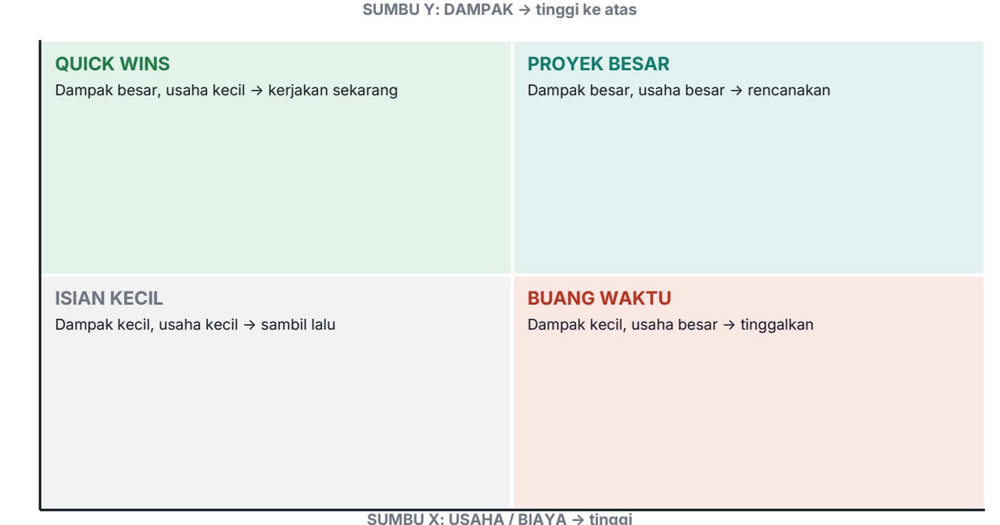 SUMBU Y: DAMPAK → tinggi ke atas
QUICK WINS
Dampak besar, usaha kecil → kerjakan sekarang
PROYEK BESAR
Dampak besar, usaha besar → rencanakan
ISIAN KECIL
Dampak kecil, usaha kecil → sambil lalu
BUANG WAKTU
Dampak kecil, usaha besar → tinggalkan
SUMBU X: USAHA / BIAYA → tinggi